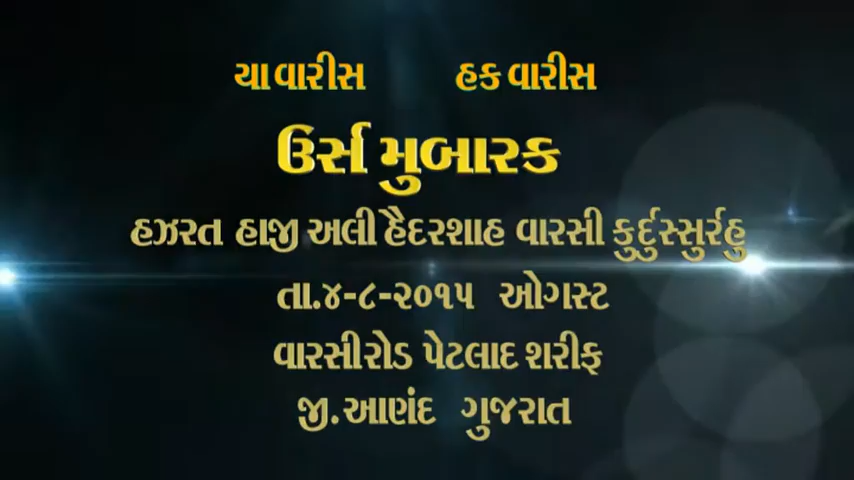 યા વારીસ હક વારીસ
ઉર્સ મુબારક
હઝરત હાજી અલી હૈદરશાહ વારસી કુર્દુસ્સુર્રહુ
તા.૪-૮-૨૦૧૫ ઓગસ્ટ
વારસીરોડ પેટલાદ શરીફ
જી.આણંદ ગુજરાત